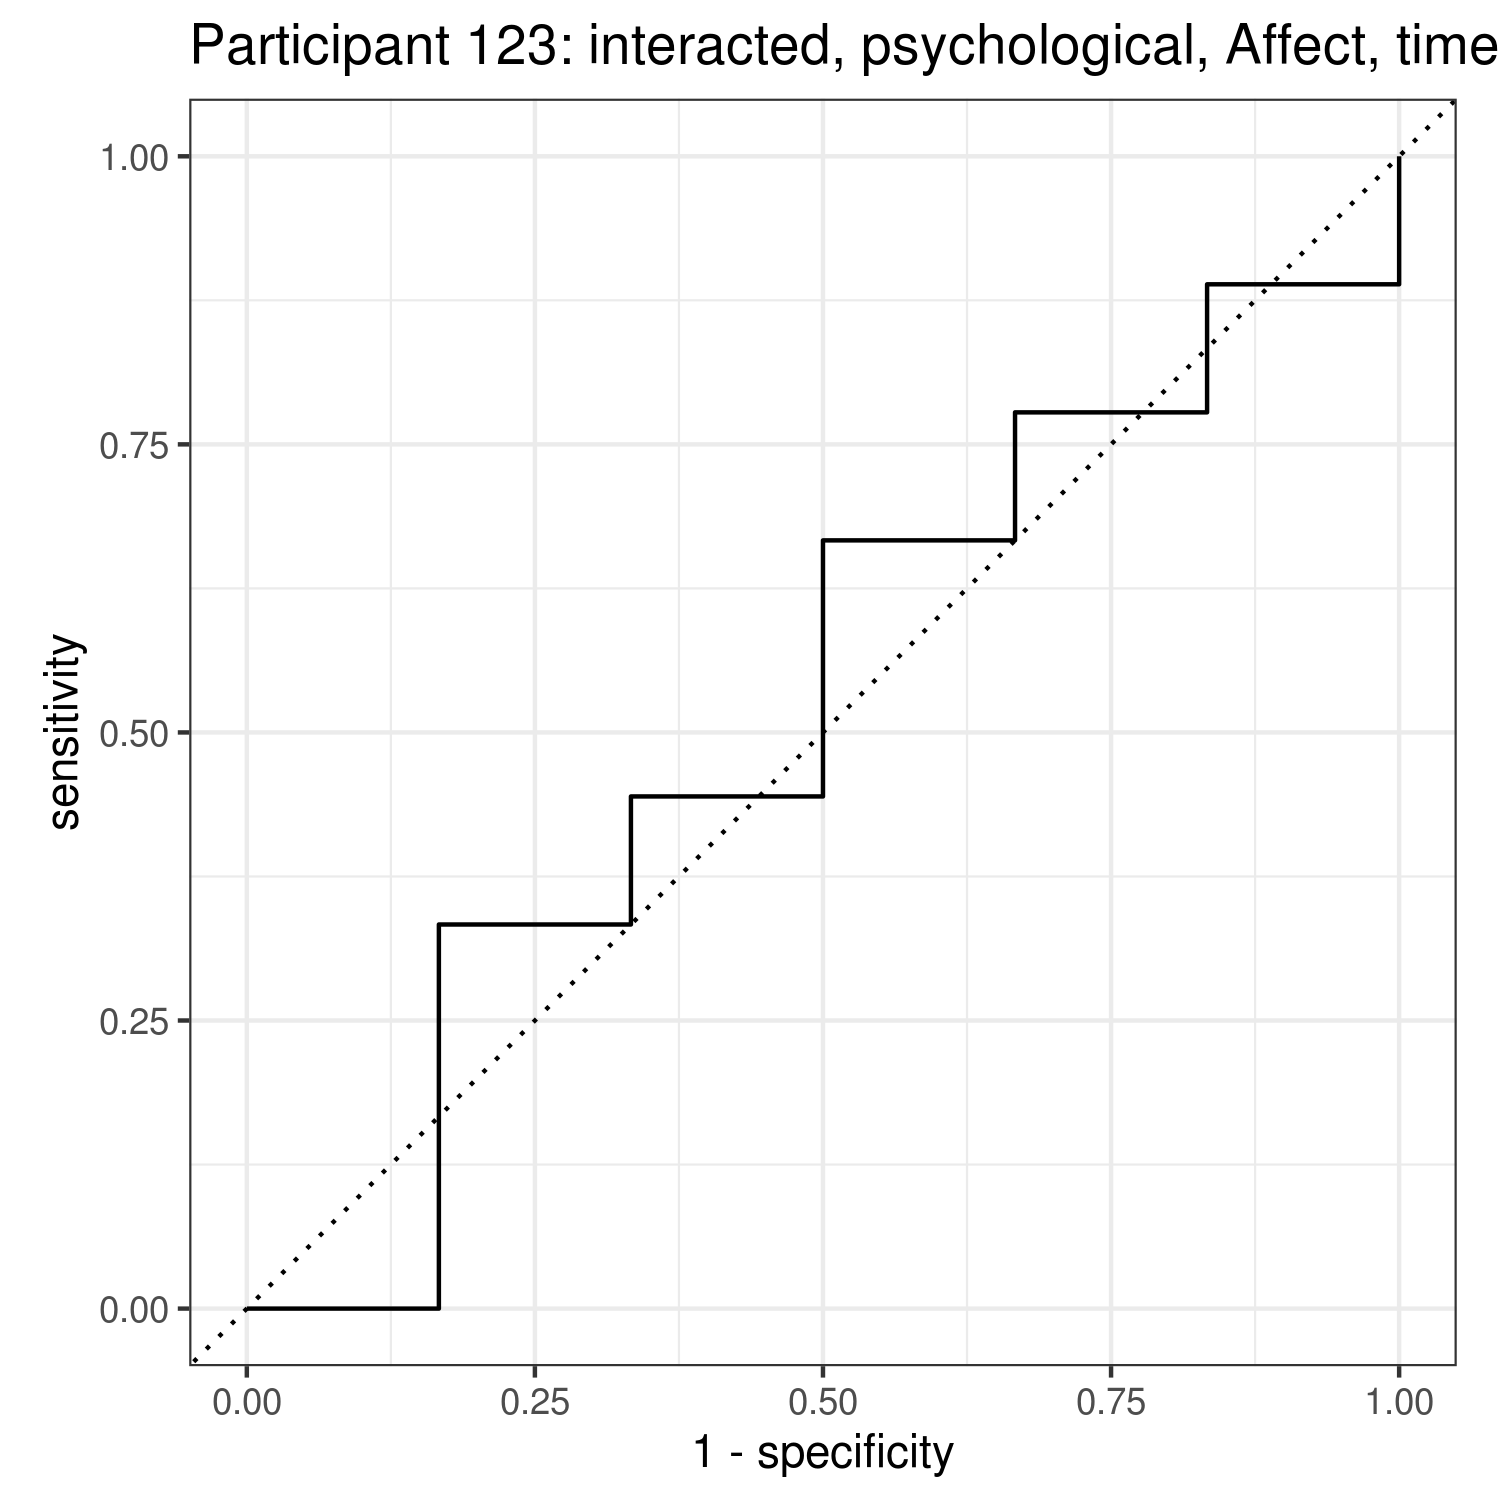 Participant 123: interacted, psychological, Affect, time
1.00
0.75
0.50
0.25
0.00
sensitivity
0.00 0.25 0.50 0.75 1.00
1 - specificity